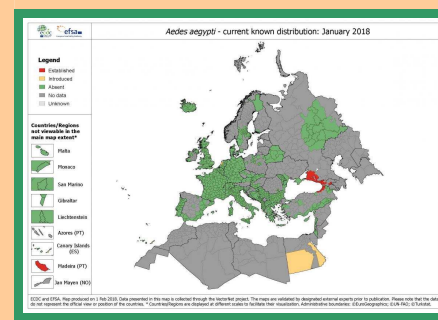 ecdc
efsa
Aedes aegypti - current known distribution: January 2018
Legend
Established
Introduced
Absent
No data
Unknown
Countries/Regions
not viewable in the
main map extent*
Malta
Monaco
San Marino
Gibraltar
Liechtenstein
Azores (PT)
Canary Islands
(ES)
Madeira (PT)
Jan Mayen (NO)
ECDC and EFSA. Map produced on 1 Feb 2018. Data presented in this map is collected through the VectorNet project. The maps are validated by designated external experts prior to publication. Please note that the data
do not represent the official view or position of the countries. * Countries/Regions are displayed at different scales to facilitate their visualisation. Administrative boundaries: ©EuroGeographics; ©UN-FAO; ©Turkstat.